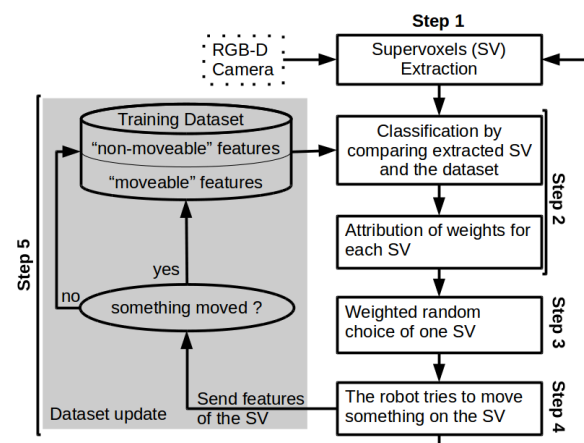 Step 1
RGB-D
Camera
Supervoxels (SV)
Extraction
Training Dataset
“non-moveable” features
“moveable” features
Classification by
comparing extracted SV
and the dataset
Step 2
Attribution of weights for
each SV
Step 5
yes
no
something moved ?
Weighted random
choice of one SV
Step 3
Send features
of the SV
Dataset update
The robot tries to move
something on the SV
Step 4